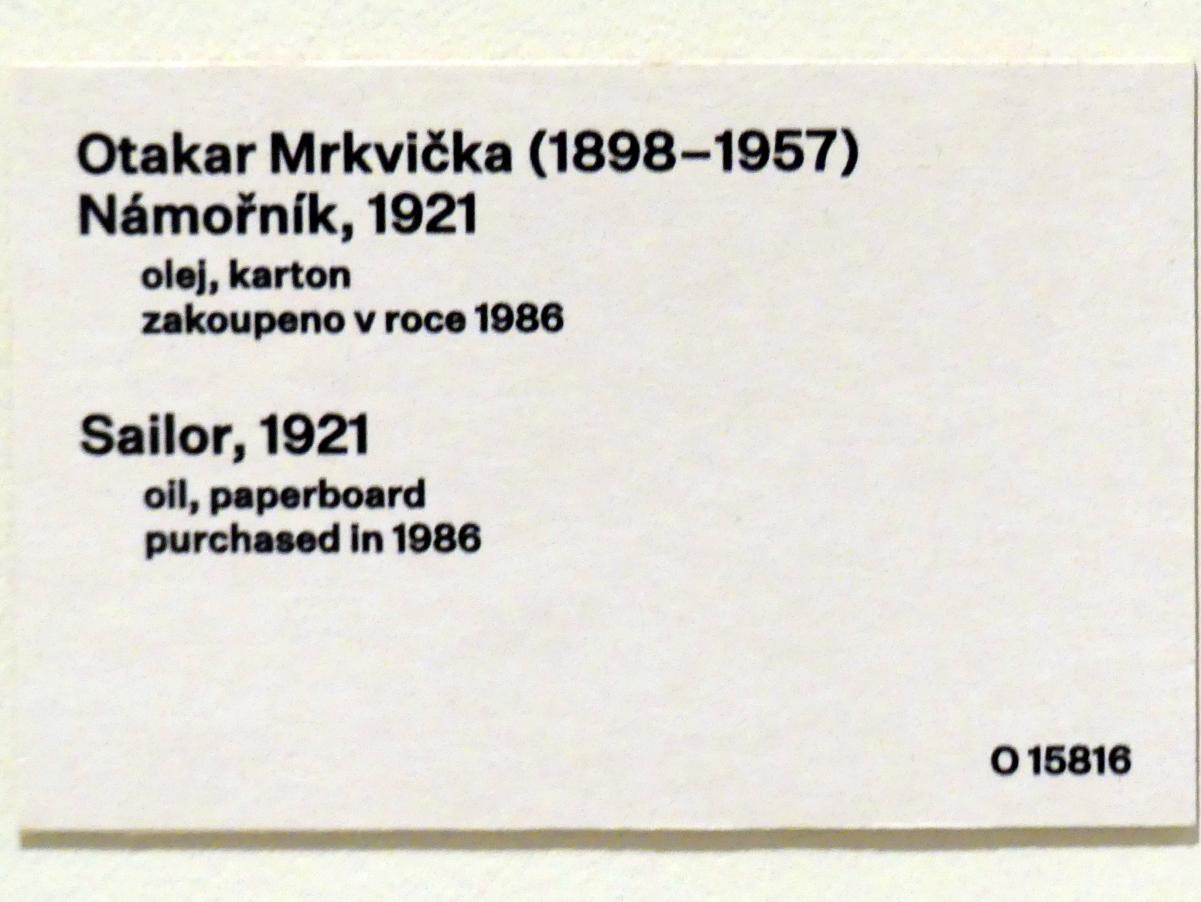 Otakar Mrkvička (1898–1957)
Námořník, 1921
olej, karton
zakoupeno v roce 1986
Sailor, 1921
oil, paperboard
purchased in 1986
O 15816